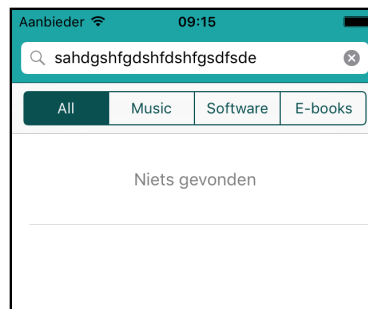 Aanbieder 09:15
sahdgshfgdshfdshfgsdfsde
All Music Software E-books
Niets gevonden